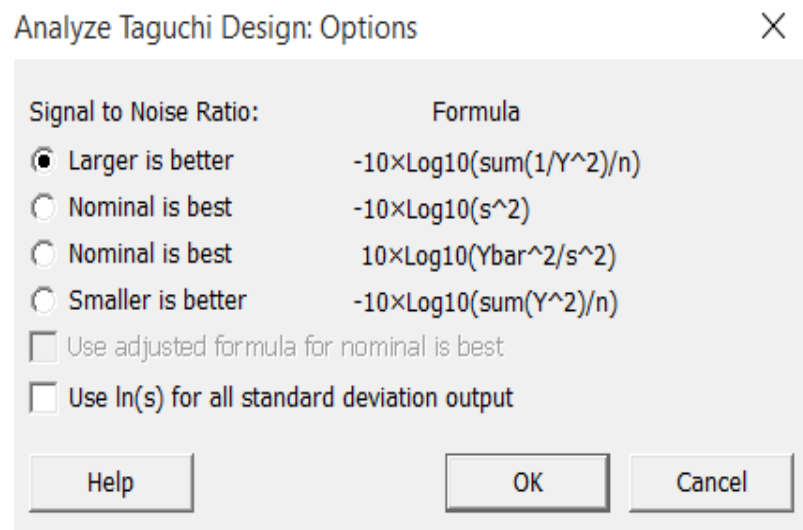 Analyze Taguchi Design: Options
Signal to Noise Ratio: Formula
Larger is better -10×Log10(sum(1/Y^2)/n)
Nominal is best -10×Log10(s^2)
Nominal is best 10×Log10(Ybar^2/s^2)
Smaller is better -10×Log10(sum(Y^2)/n)
Use adjusted formula for nominal is best
Use ln(s) for all standard deviation output
Help OK Cancel